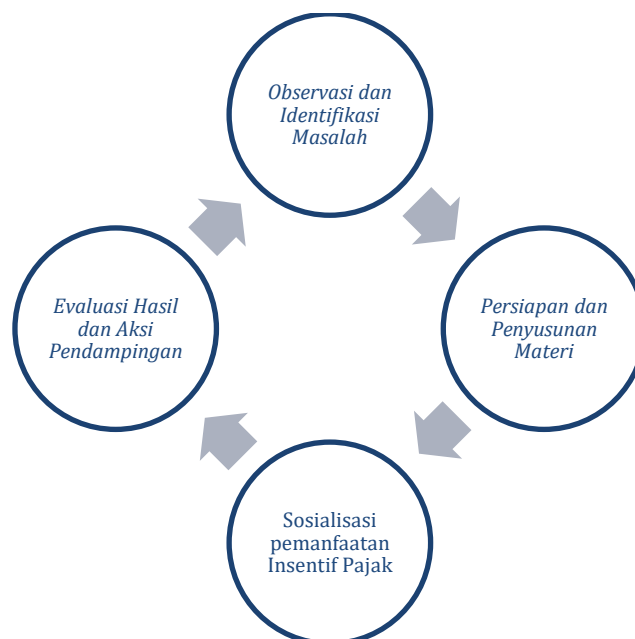 Observasi dan
Identifikasi
Masalah
Persiapan dan
Penyusunan
Materi
Sosialisasi
pemanfaatan
Insentif Pajak
Evaluasi Hasil
dan Aksi
Pendampingan